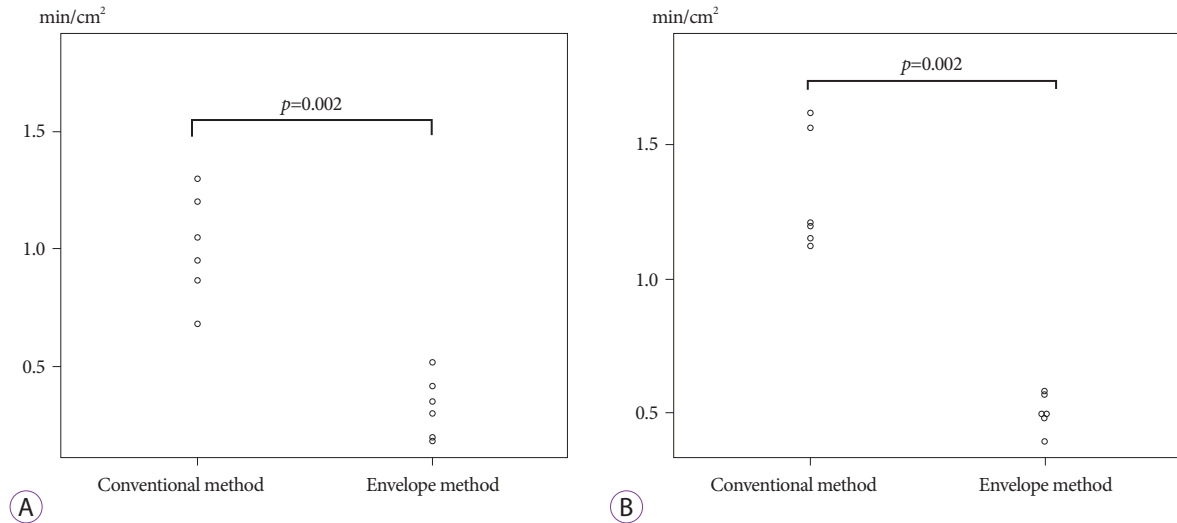 min/cm²
p=0.002
1.5
1.0
0.5
Conventional method Envelope method
A
min/cm²
p=0.002
1.5
1.0
0.5
Conventional method Envelope method
B